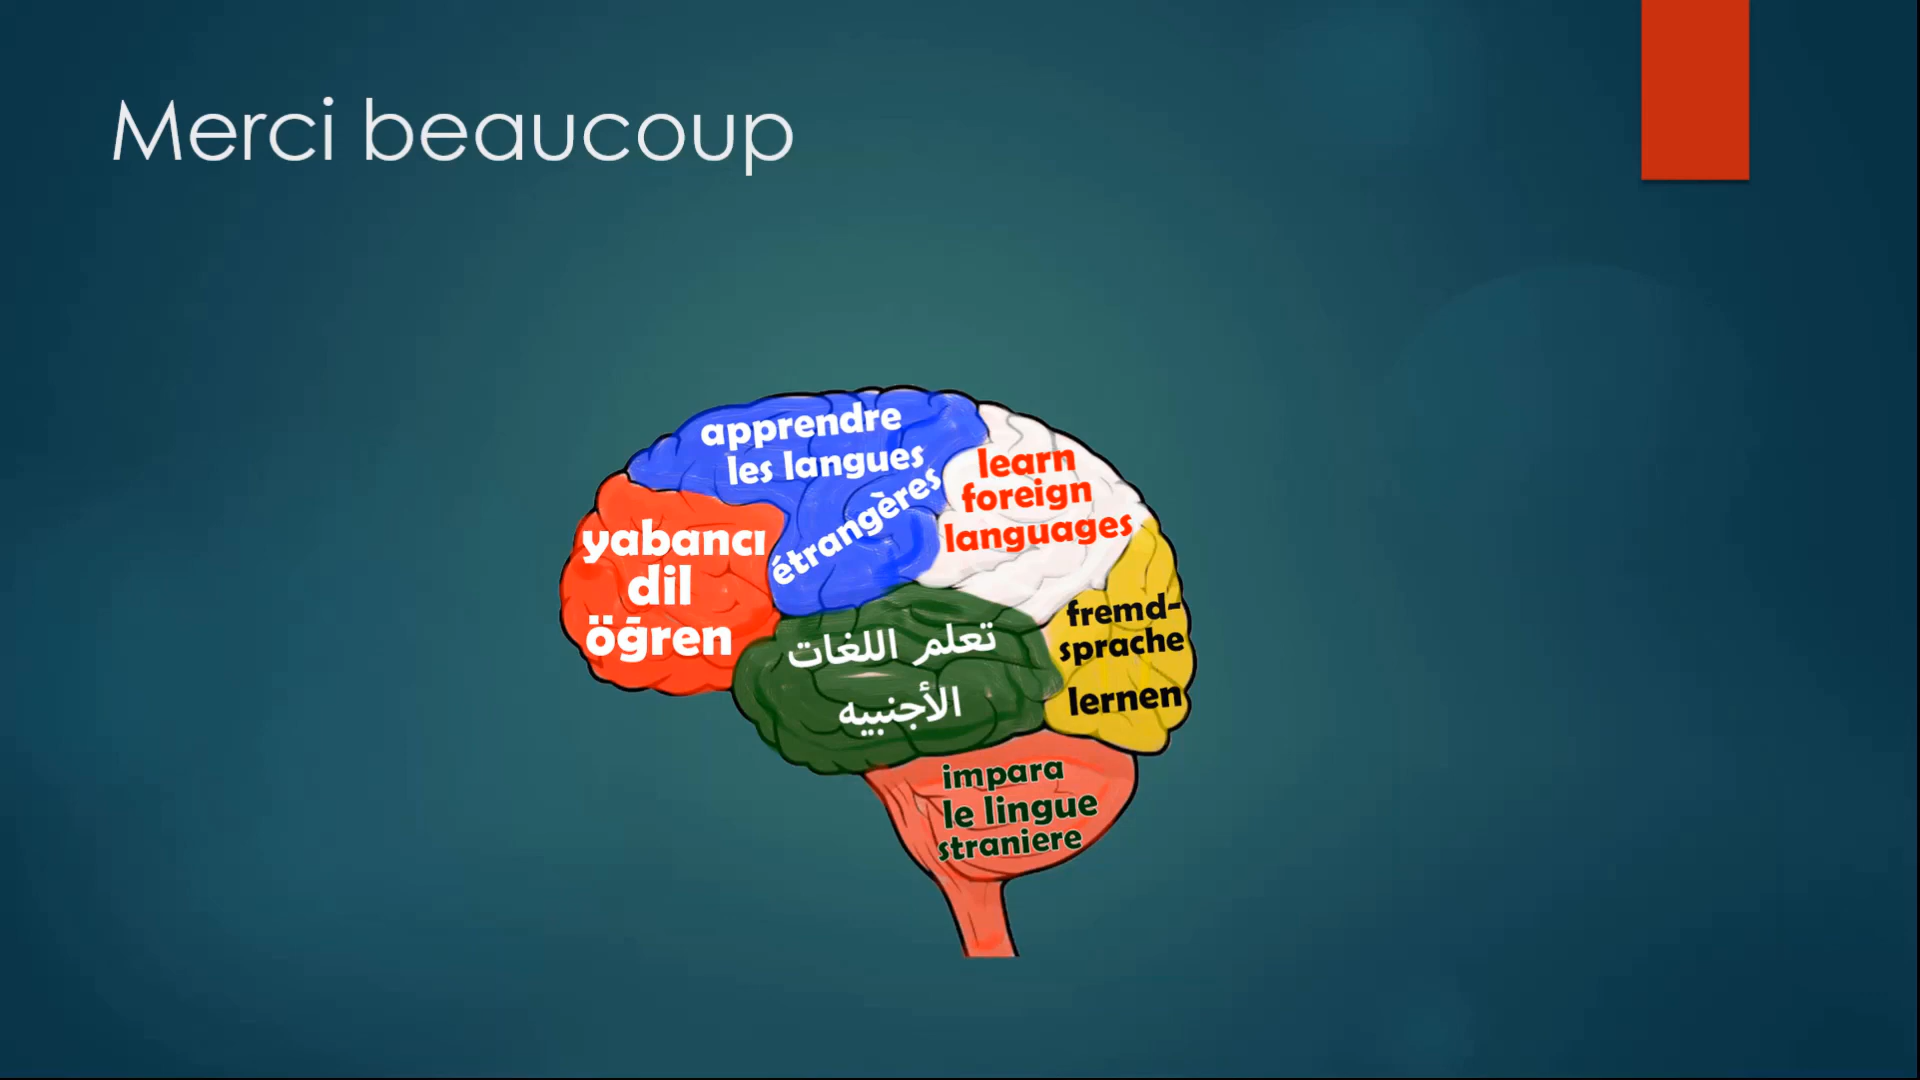 Merci beaucoup
apprendre
les langues
étrangères
learn
foreign
languages
yabancı
dil
öğren
تعلم اللغات
الأجنبيه
fremd-
sprache
lernen
impara
le lingue
straniere